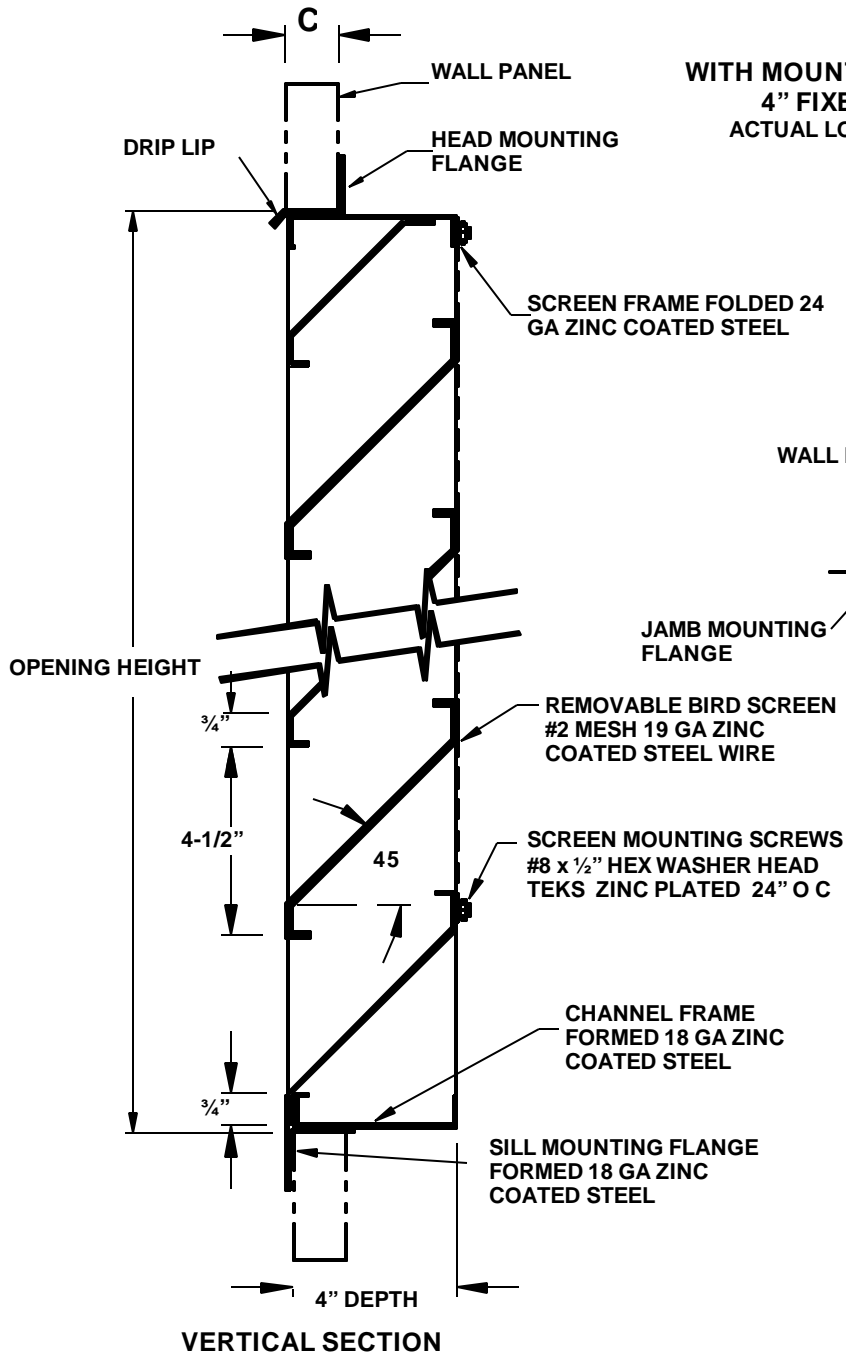 C
WALL PANEL
WITH MOUNT
4” FIXE
ACTUAL LO
DRIP LIP
HEAD MOUNTING
FLANGE
SCREEN FRAME FOLDED 24
GA ZINC COATED STEEL
WALL
JAMB MOUNTING
FLANGE
OPENING HEIGHT
REMOVABLE BIRD SCREEN
#2 MESH 19 GA ZINC
COATED STEEL WIRE
¾”
4-1/2”
45
SCREEN MOUNTING SCREWS
#8 x ½” HEX WASHER HEAD
TEKS ZINC PLATED 24” O C
CHANNEL FRAME
FORMED 18 GA ZINC
COATED STEEL
¾”
SILL MOUNTING FLANGE
FORMED 18 GA ZINC
COATED STEEL
4” DEPTH
VERTICAL SECTION